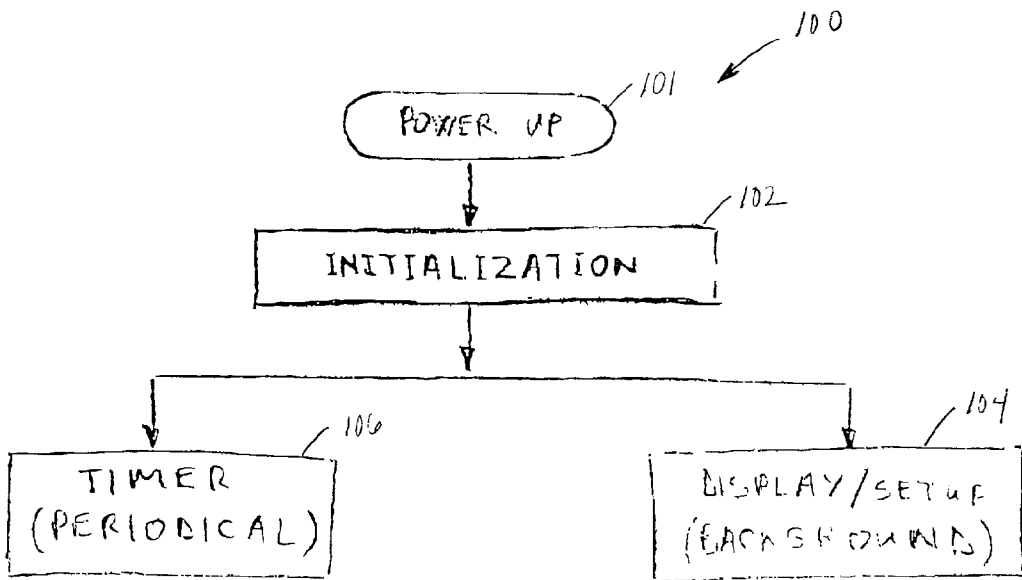 100
101
POWER UP
102
INITIALIZATION
106
TIMER
(PERIODICAL)
104
DISPLAY/SETUP
(BACKGROUND)